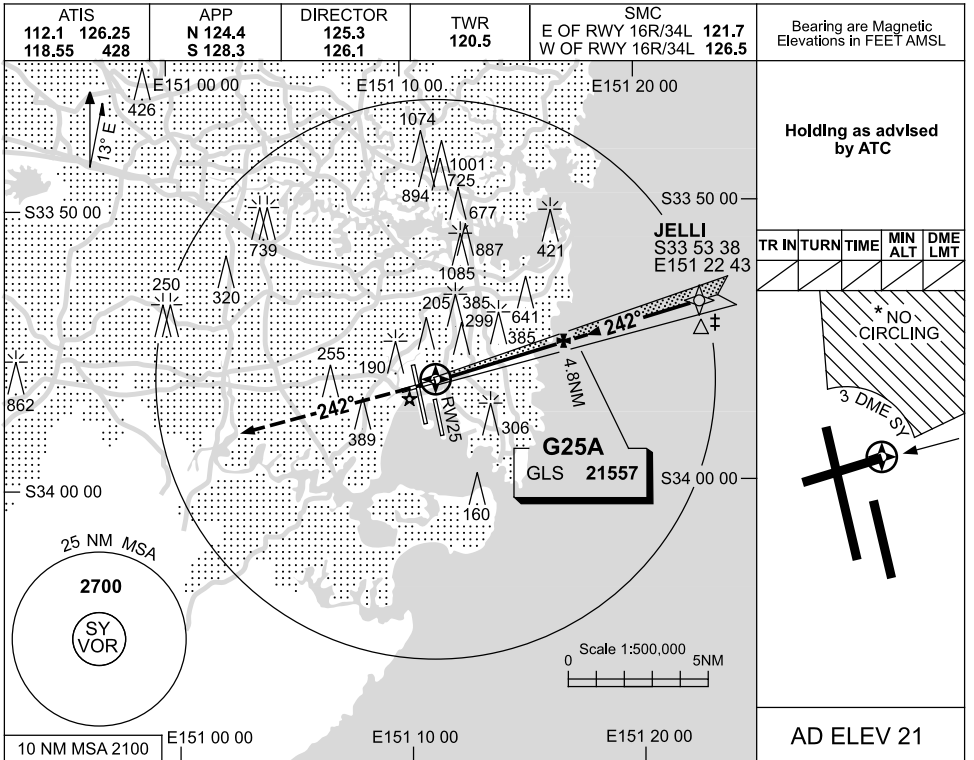 ATIS
112.1 126.25
118.55 428
APP
N 124.4
S 128.3
DIRECTOR
125.3
126.1
TWR
120.5
SMC
E OF RWY 16R/34L 121.7
W OF RWY 16R/34L 126.5
Bearing are Magnetic
Elevations in FEET AMSL
E151 00 00
E151 10 00
E151 20 00
426
13° E
1074
1001
725
894
677
S33 50 00
S33 50 00
739
887
421
1085
JELLI
S33 53 38
E151 22 43
250
320
205
385
299
641
385
242°
‡
255
190
4.8NM
862
242°
RW25
389
306
G25A
GLS 21557
S34 00 00
S34 00 00
160
25 NM MSA
2700
SY
VOR
Scale 1:500,000
0 5NM
10 NM MSA 2100
E151 00 00
E151 10 00
E151 20 00
Holding as advised
by ATC
TR IN
TURN
TIME
MIN
ALT
DME
LMT
* NO
CIRCLING
3 DME SY
AD ELEV 21